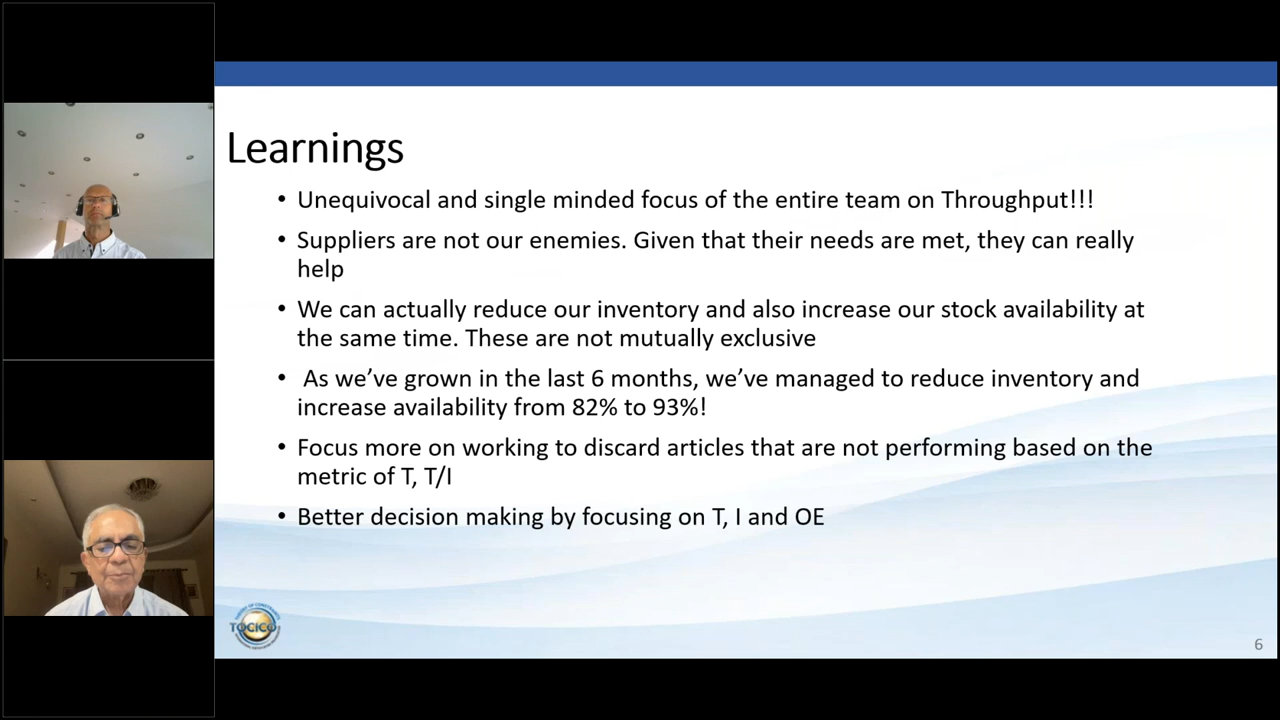 Learnings
• Unequivocal and single minded focus of the entire team on Throughput!!!
• Suppliers are not our enemies. Given that their needs are met, they can really
help
• We can actually reduce our inventory and also increase our stock availability at
the same time. These are not mutually exclusive
• As we’ve grown in the last 6 months, we’ve managed to reduce inventory and
increase availability from 82% to 93%!
• Focus more on working to discard articles that are not performing based on the
metric of T, T/I
• Better decision making by focusing on T, I and OE
TOCICO
6